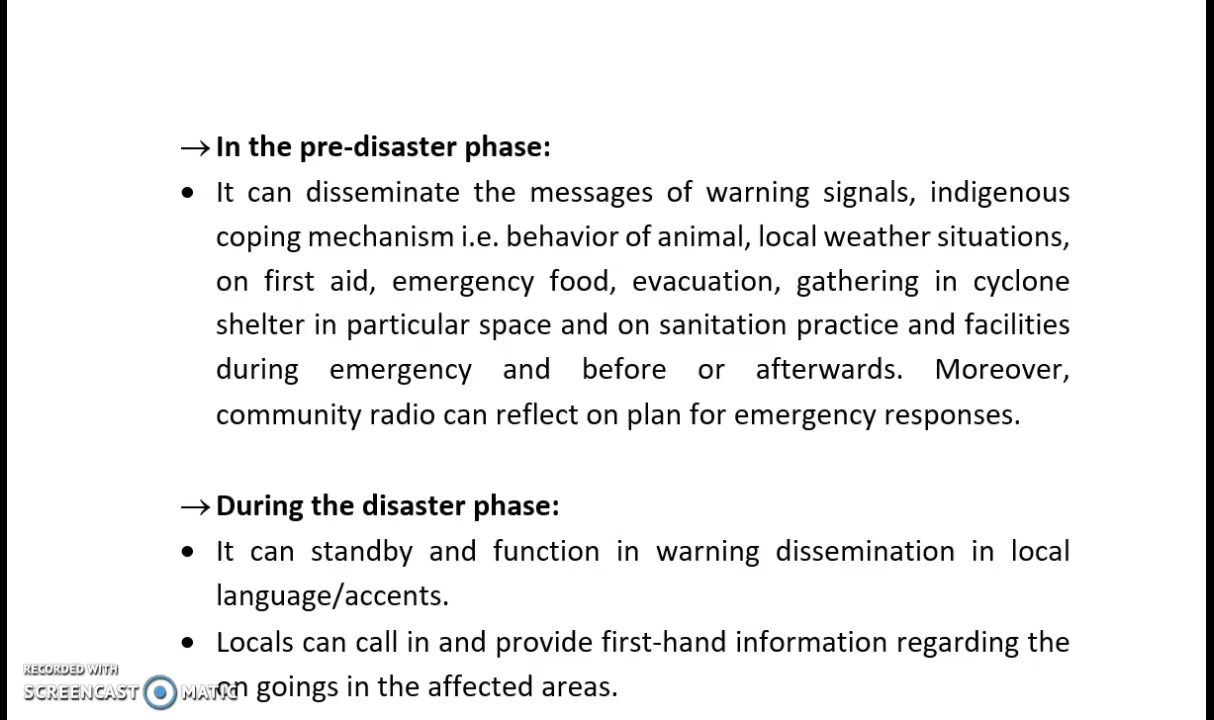 → In the pre-disaster phase:
• It can disseminate the messages of warning signals, indigenous
coping mechanism i.e. behavior of animal, local weather situations,
on first aid, emergency food, evacuation, gathering in cyclone
shelter in particular space and on sanitation practice and facilities
during emergency and before or afterwards. Moreover,
community radio can reflect on plan for emergency responses.
→ During the disaster phase:
• It can standby and function in warning dissemination in local
language/accents.
• Locals can call in and provide first-hand information regarding the
on goings in the affected areas.
RECORDED WITH
SCREENCAST MATIC